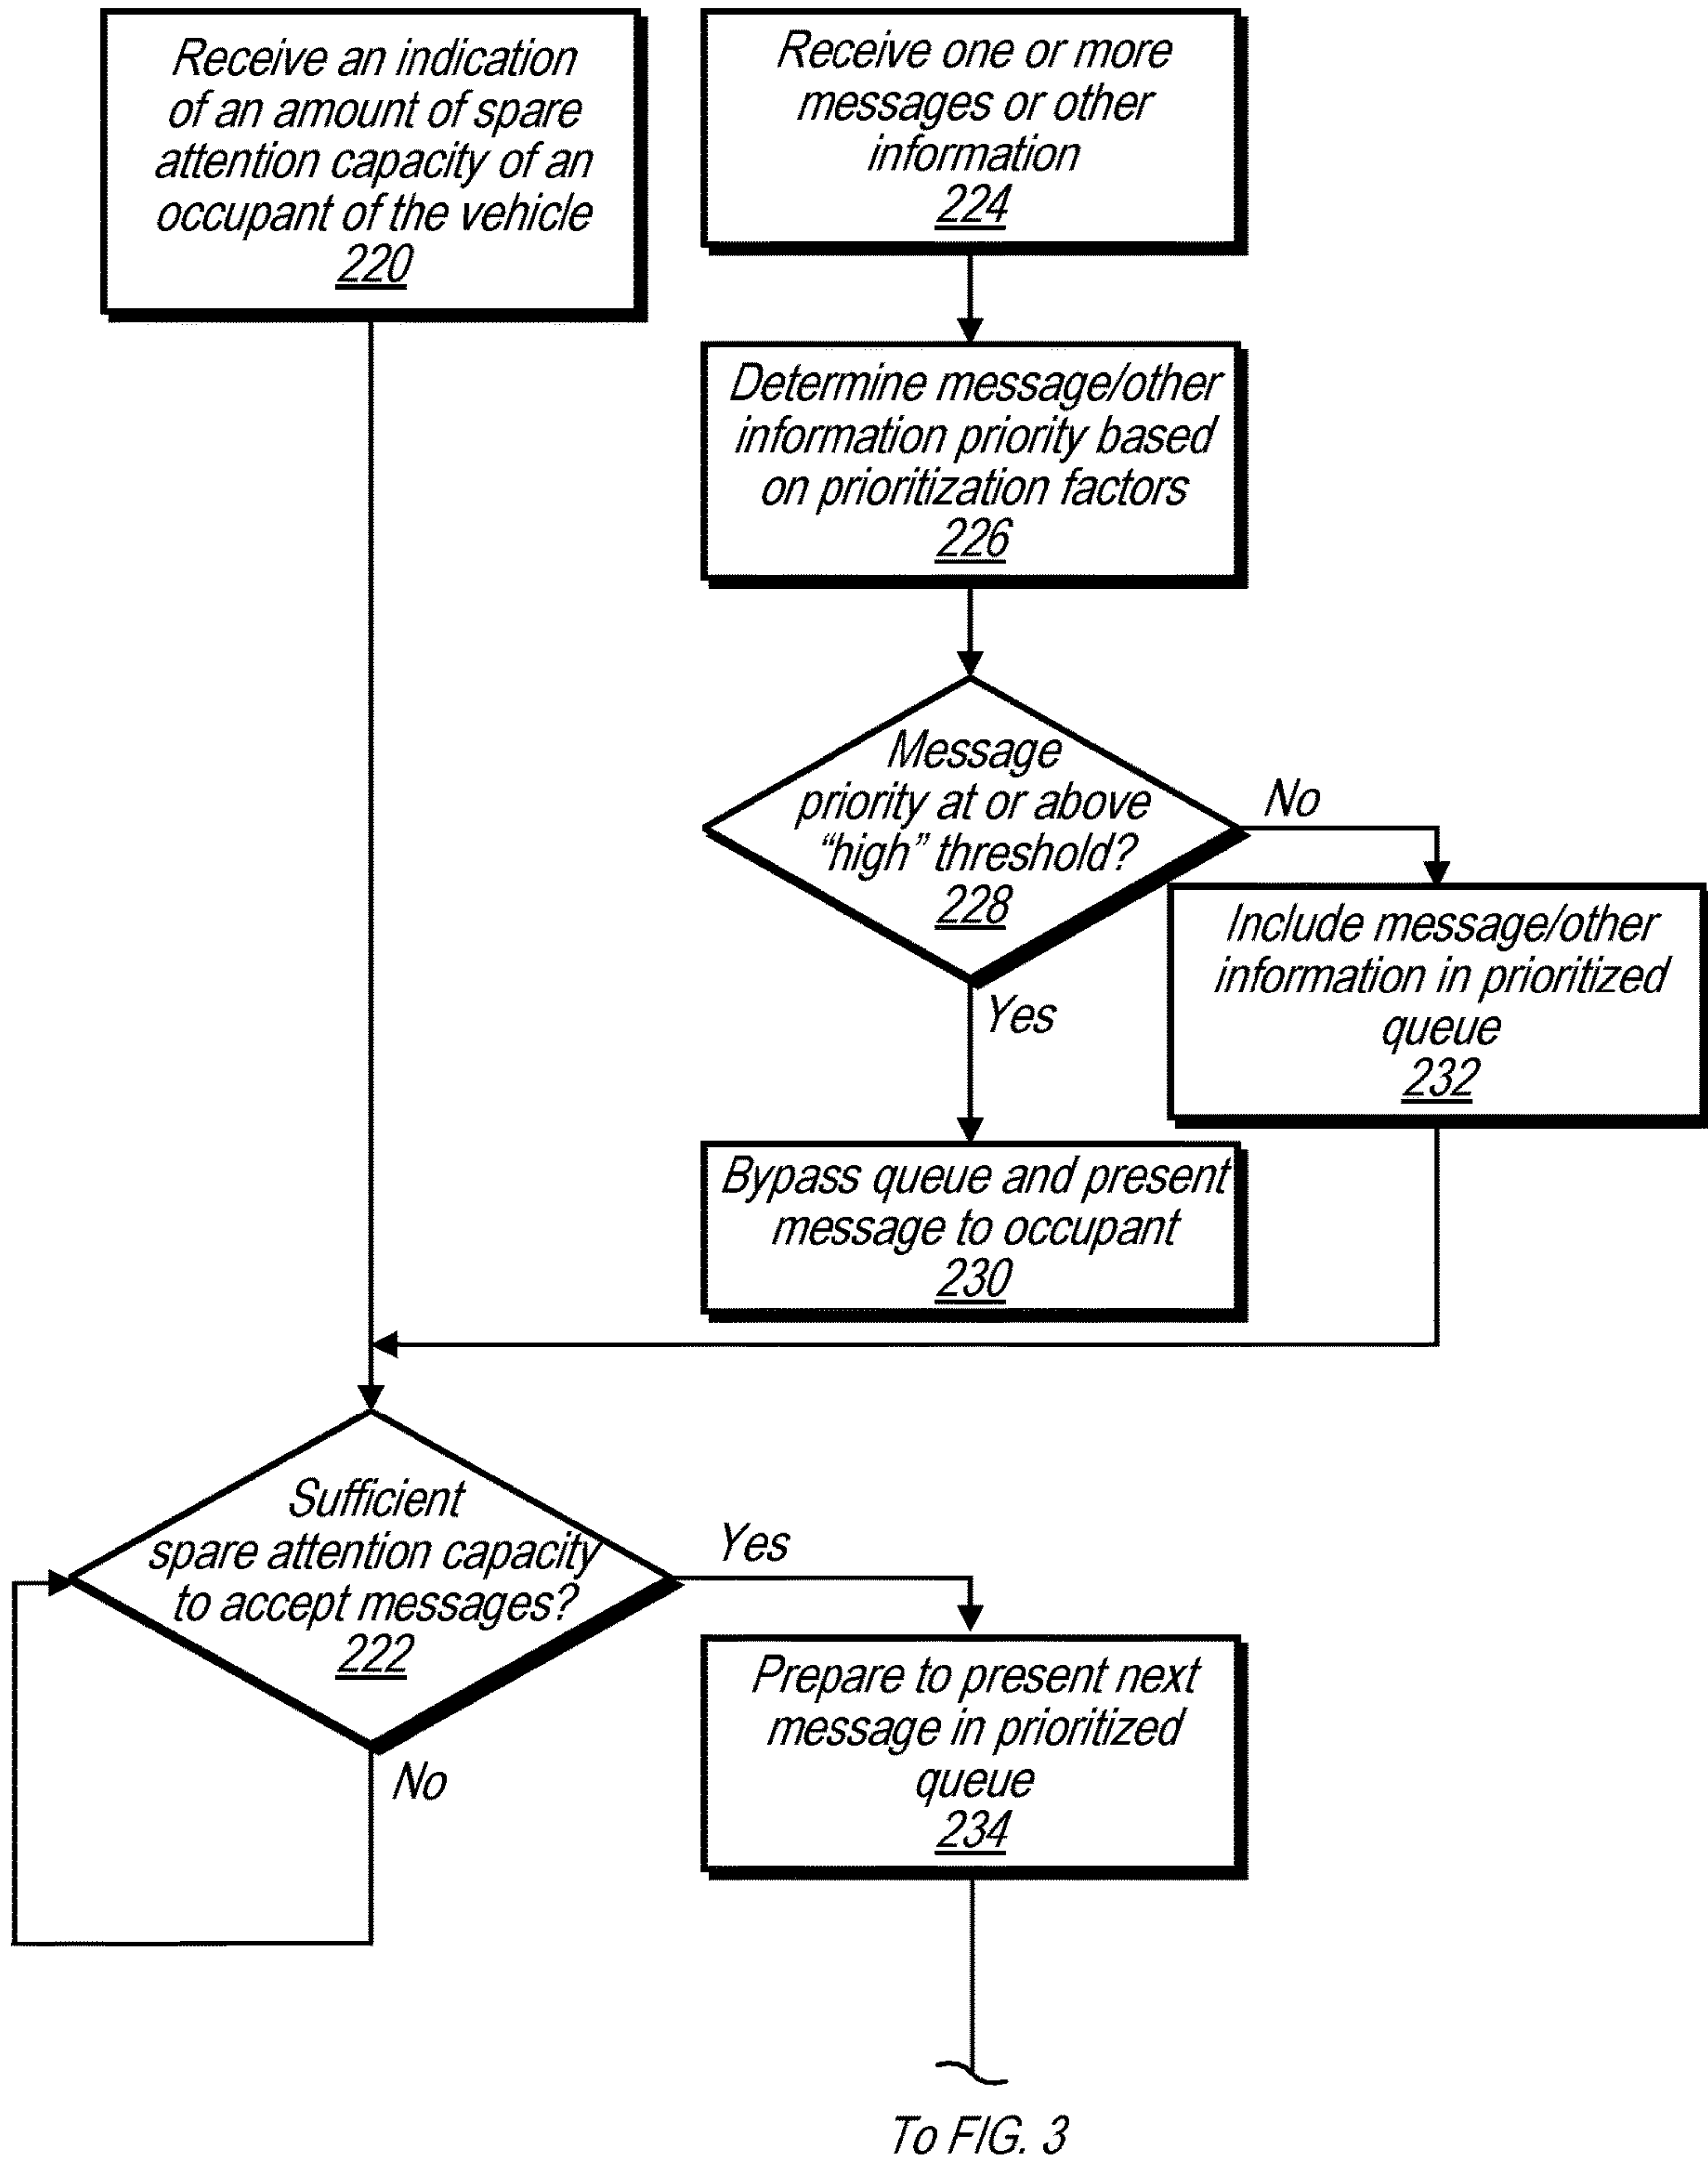 Receive an indication
of an amount of spare
attention capacity of an
occupant of the vehicle
220
Receive one or more
messages or other
information
224
Determine message/other
information priority based
on prioritization factors
226
Message
priority at or above
“high” threshold?
228
No
Yes
Include message/other
information in prioritized
queue
232
Bypass queue and present
message to occupant
230
Sufficient
spare attention capacity
to accept messages?
222
Yes
No
Prepare to present next
message in prioritized
queue
234
To FIG. 3